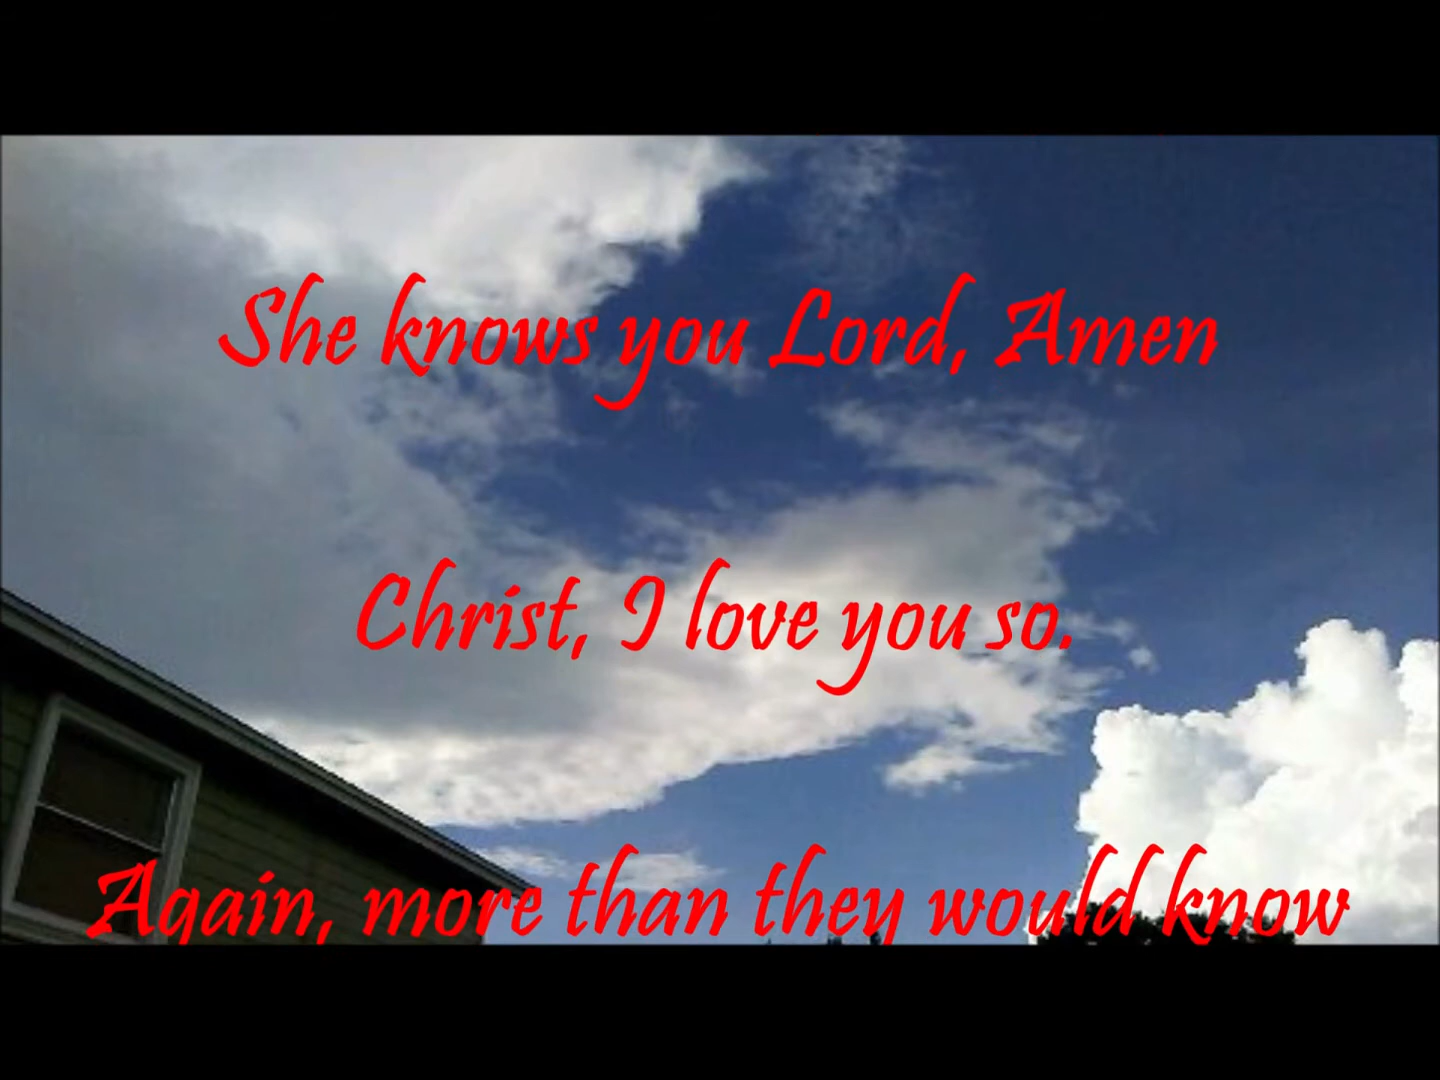 She knows you Lord, Amen
Christ, I love you so.
Again, more than they would know